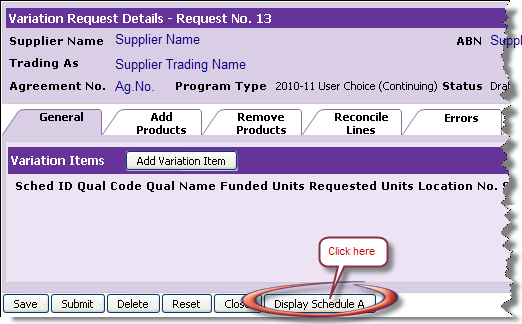 Variation Request Details - Request No. 13
Supplier Name Supplier Name ABN
Trading As Supplier Trading Name
Agreement No. Ag.No. Program Type 2010-11 User Choice (Continuing) Status
General Add Products Remove Products Reconcile Lines Errors
Variation Items Add Variation Item
Sched ID Qual Code Qual Name Funded Units Requested Units Location No.
Click here
Save Submit Delete Reset Close Display Schedule A